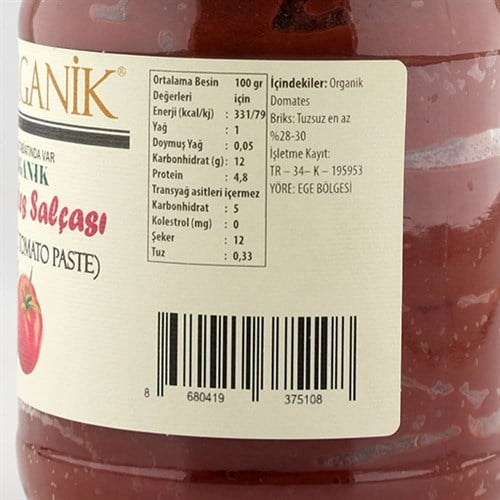 RGANİK®
VAR
RGANIK
Salçası
TOMATO PASTE)
Ortalama Besin 100 gr
Değerleri için
Enerji (kcal/kj) : 331/79
Yağ : 1
Doymuş Yağ : 0,05
Karbonhidrat (g) : 12
Protein : 4,8
Transyağ asitleri içermez
Karbonhidrat : 5
Kolestrol (mg) : 0
Şeker : 12
Tuz : 0,33
İçindekiler: Organik
Domates
Briks: Tuzsuz en az
%28-30
İşletme Kayıt:
TR – 34– K - 195953
YÖRE: EGE BÖLGESİ
8 680419 375108